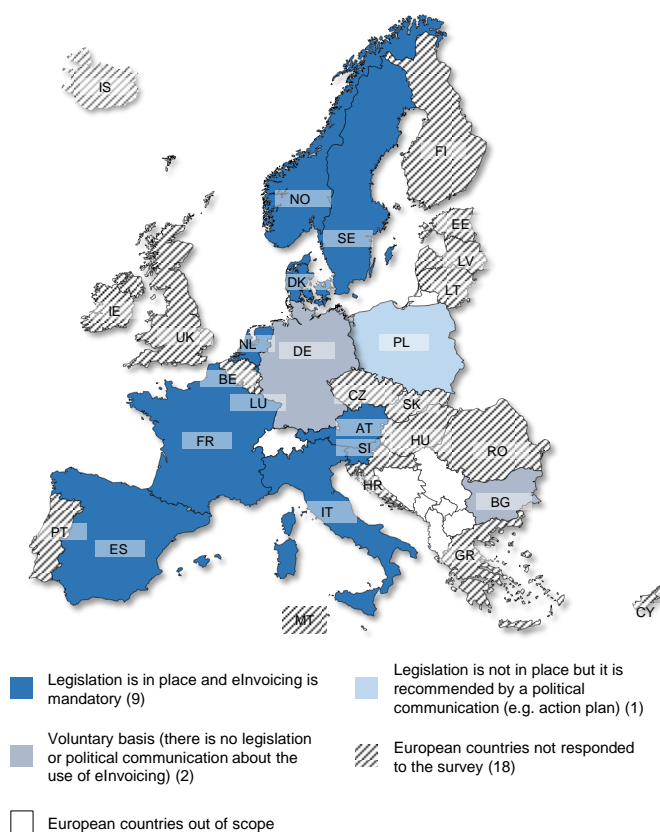 IS
FI
NO
EE
SE
LV
LT
DK
IE
UK
NL
DE
PL
BE
CZ
LU
SK
AT
FR
HU
SI
RO
HR
BG
IT
PT
ES
GR
MT
CY
Legislation is in place and eInvoicing is
mandatory (9)
Legislation is not in place but it is
recommended by a political
communication (e.g. action plan) (1)
Voluntary basis (there is no legislation
or political communication about the
use of eInvoicing) (2)
European countries not responded
to the survey (18)
European countries out of scope